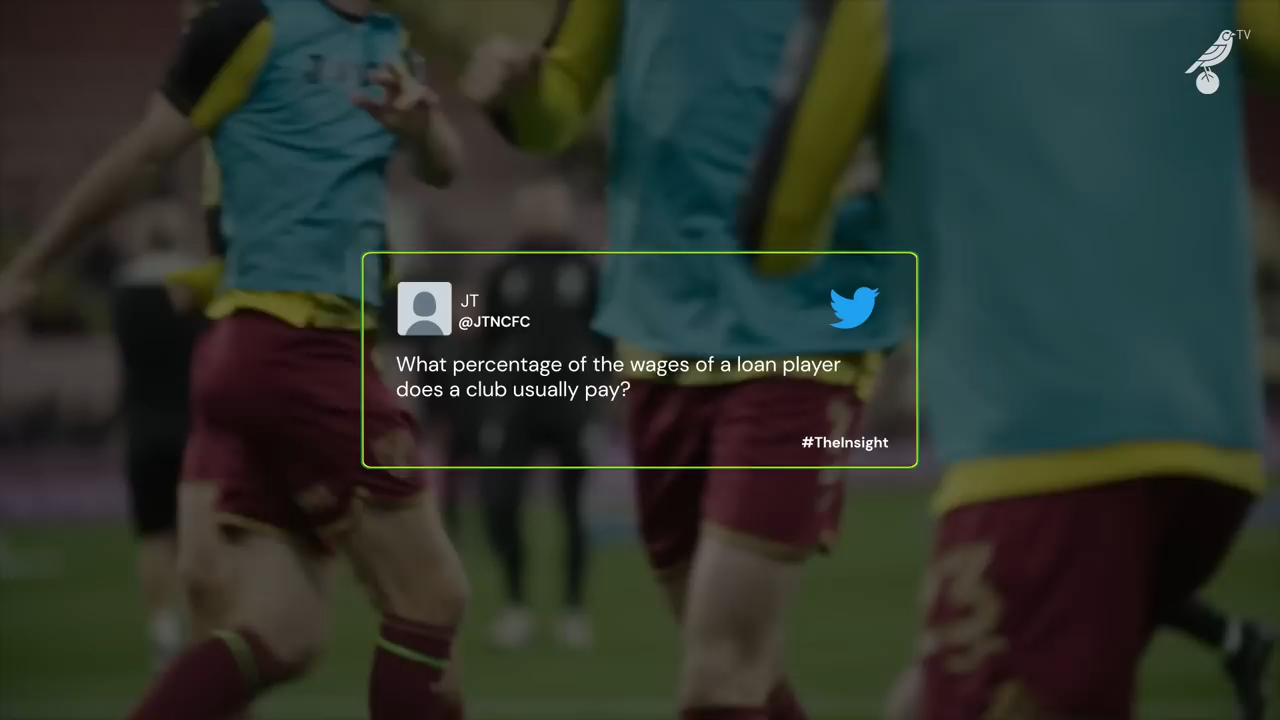 TV
JT
@JTNCFC
What percentage of the wages of a loan player
does a club usually pay?
#TheInsight